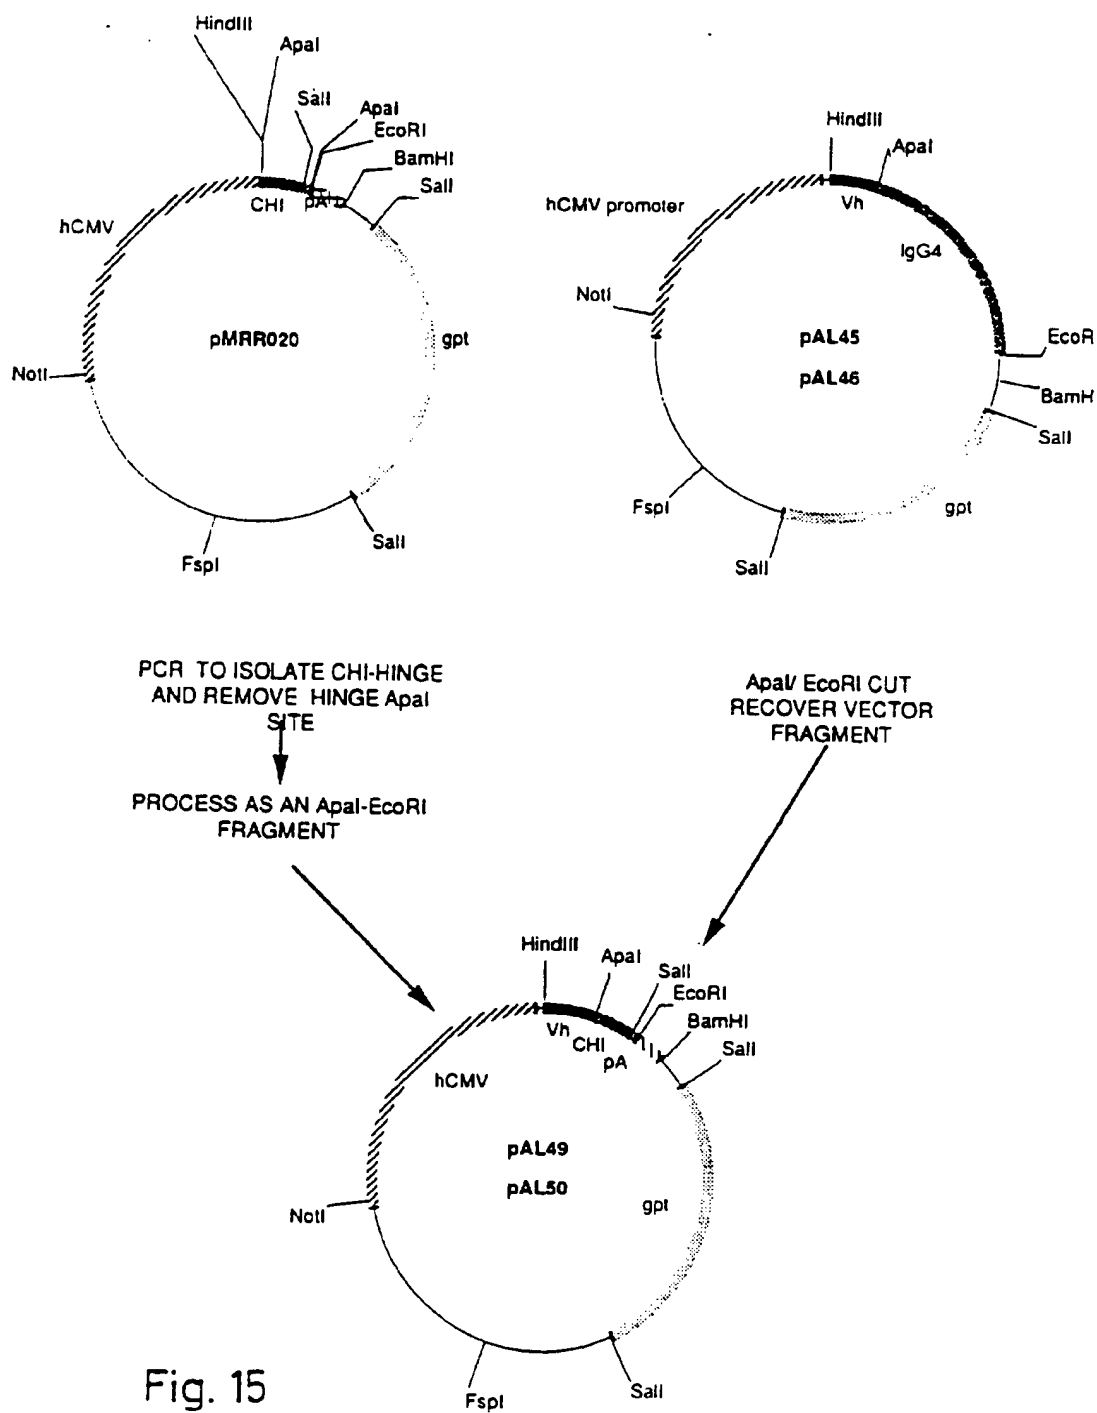 HindIII
ApaI
SalI
ApaI
EcoRI
BamHI
SalI
CHI
pA
hCMV
pMRR020
gpt
NotI
SalI
FspI
HindIII
ApaI
Vh
hCMV promoter
IgG4
NotI
pAL45
pAL46
EcoR
BamH
SalI
FspI
gpt
SalI
PCR TO ISOLATE CHI-HINGE
AND REMOVE HINGE ApaI
SITE
PROCESS AS AN ApaI-EcoRI
FRAGMENT
ApaI/ EcoRI CUT
RECOVER VECTOR
FRAGMENT
HindIII
ApaI
SalI
EcoRI
BamHI
SalI
Vh
CHI
pA
hCMV
pAL49
pAL50
NotI
gpt
FspI
SalI
Fig. 15